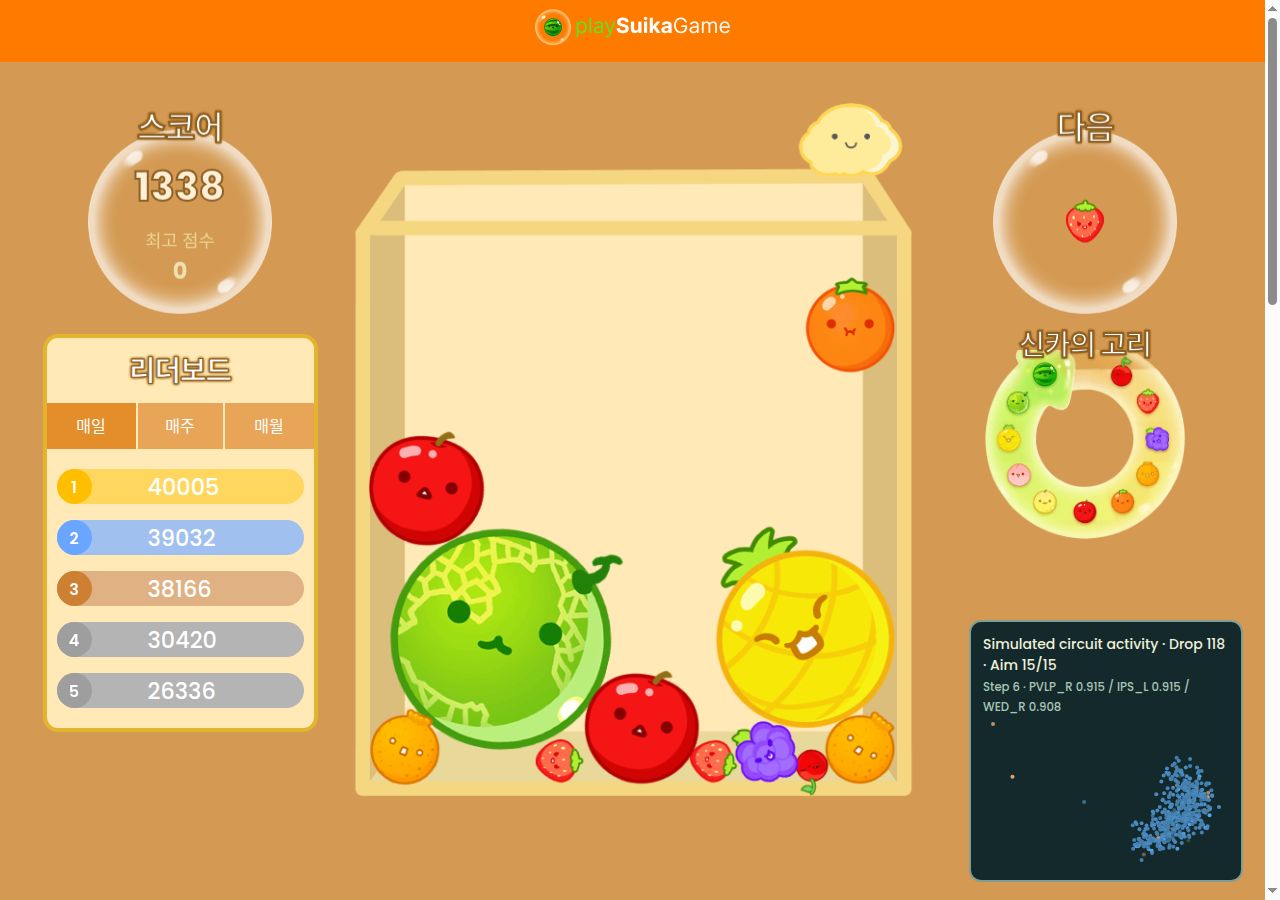 playSuikaGame
스코어
1338
최고 점수
0
다음
리더보드
매일
매주
매월
1 40005
2 39032
3 38166
4 30420
5 26336
신카의 고리
Simulated circuit activity · Drop 118
· Aim 15/15
Step 6 · PVLP_R 0.915 / IPS_L 0.915 /
WED_R 0.908